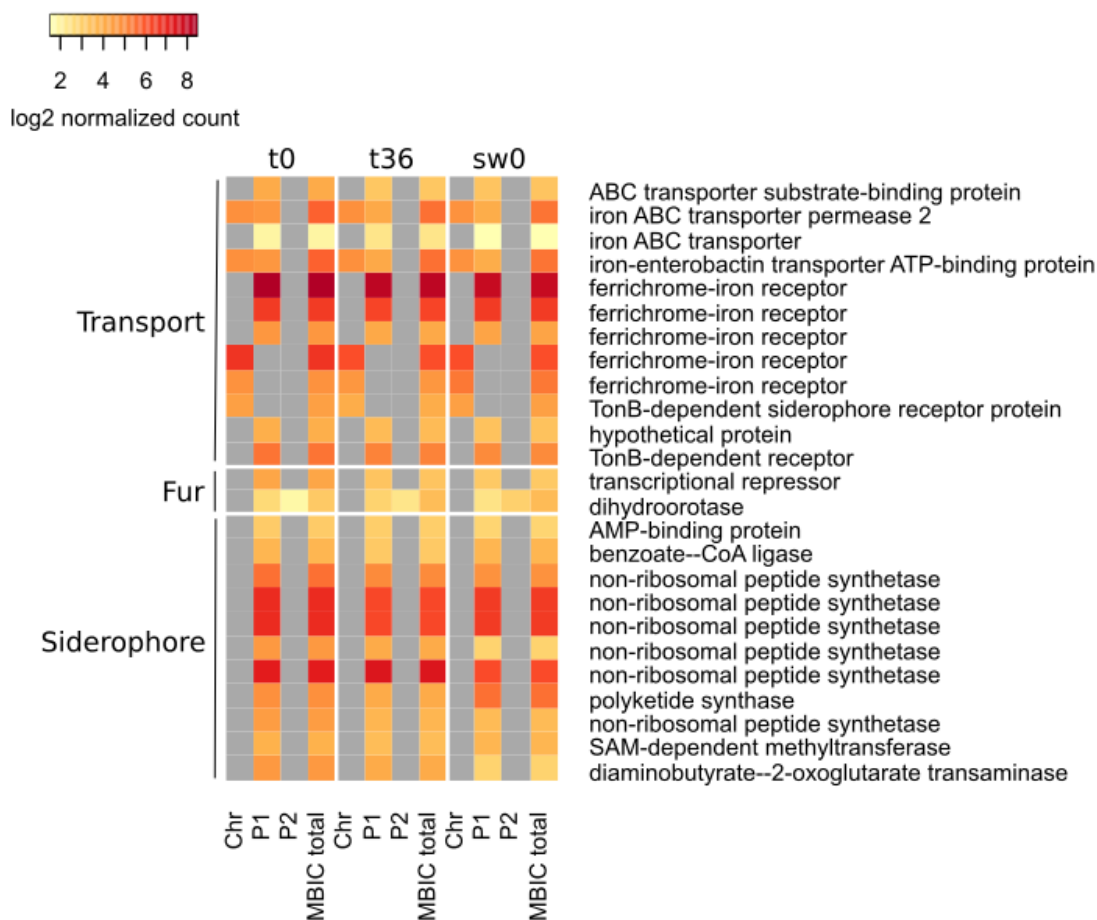 2 4 6 8
log2 normalized count
t0 t36 sw0
Transport
Fur
Siderophore
ABC transporter substrate-binding protein
iron ABC transporter permease 2
iron ABC transporter
iron-enterobactin transporter ATP-binding protein
ferrichrome-iron receptor
ferrichrome-iron receptor
ferrichrome-iron receptor
ferrichrome-iron receptor
ferrichrome-iron receptor
TonB-dependent siderophore receptor protein
hypothetical protein
TonB-dependent receptor
transcriptional repressor
dihydroorotase
AMP-binding protein
benzoate--CoA ligase
non-ribosomal peptide synthetase
non-ribosomal peptide synthetase
non-ribosomal peptide synthetase
non-ribosomal peptide synthetase
non-ribosomal peptide synthetase
polyketide synthase
non-ribosomal peptide synthetase
SAM-dependent methyltransferase
diaminobutyrate--2-oxoglutarate transaminase
Chr
P1
P2
MBIC total
Chr
P1
P2
MBIC total
Chr
P1
P2
MBIC total